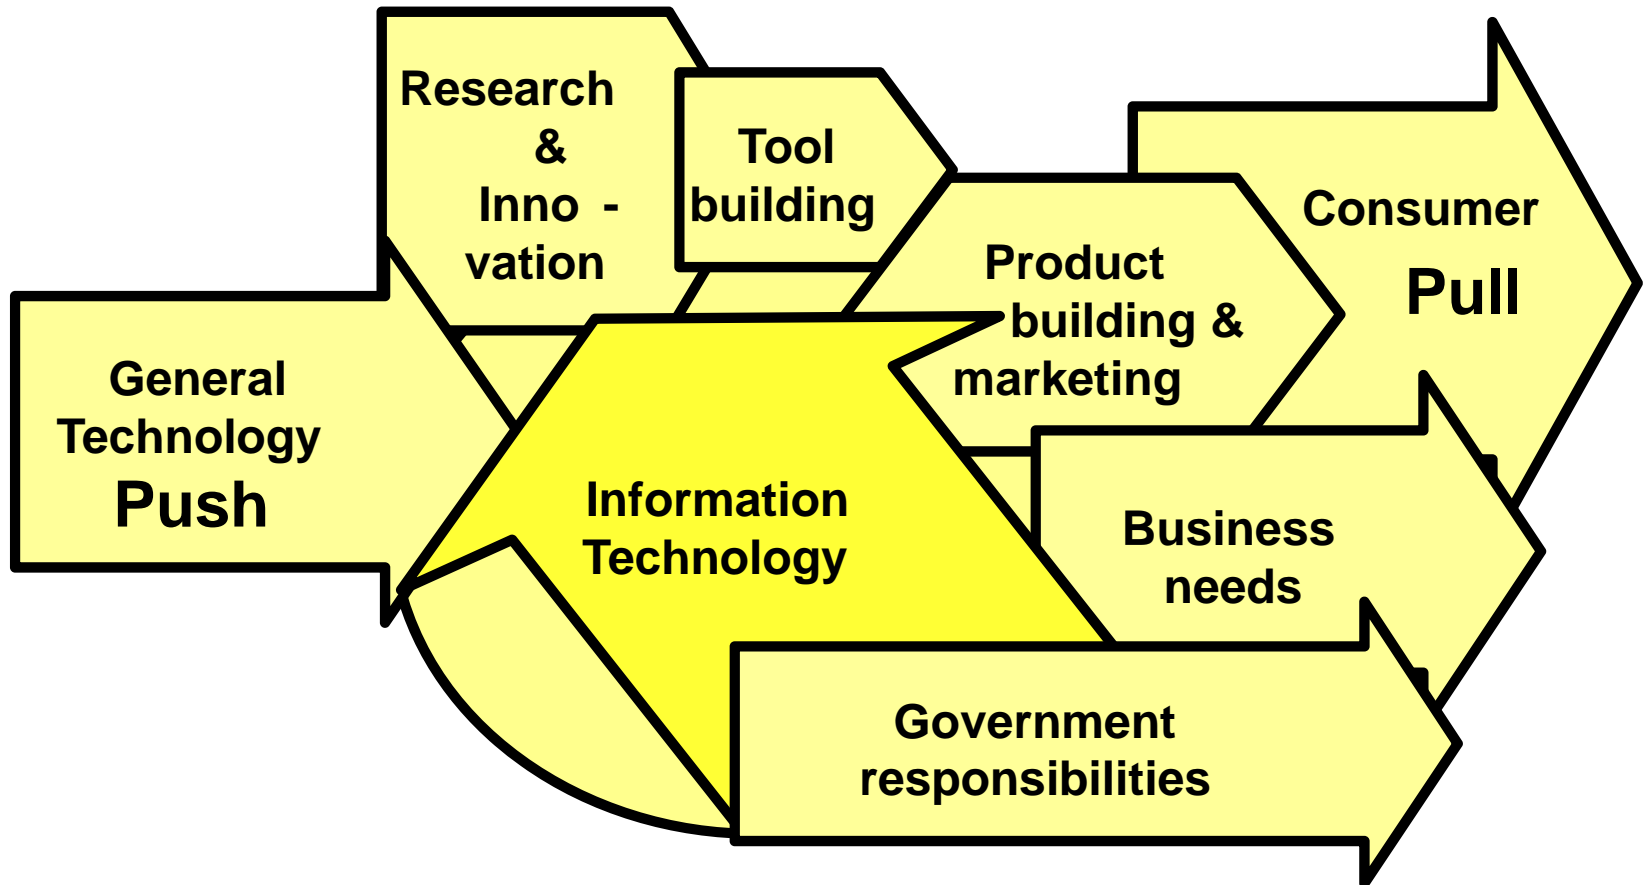 Research
&
Inno -
vation
Tool
building
Product
building &
marketing
Consumer
Pull
General
Technology
Push
Information
Technology
Business
needs
Government
responsibilities